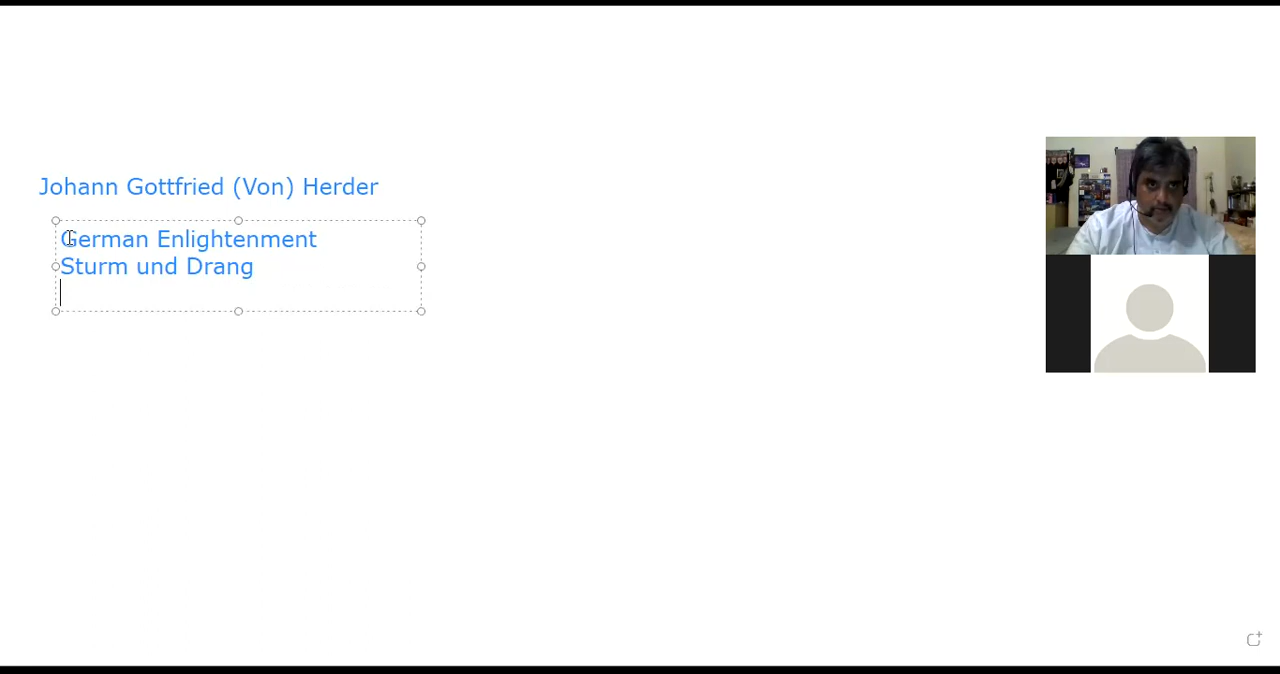 Johann Gottfried (Von) Herder
German Enlightenment
Sturm und Drang